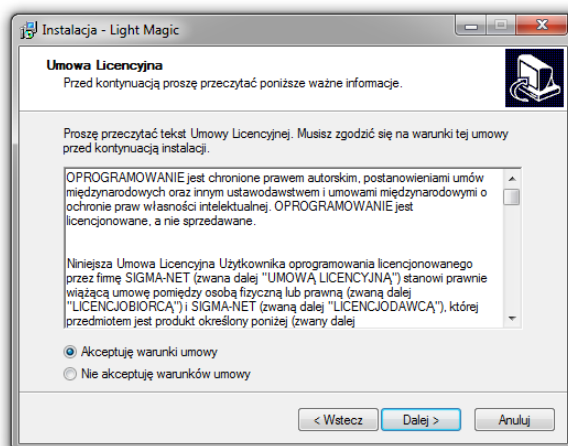 Instalacja - Light Magic
Umowa Licencyjna
Przed kontynuacją proszę przeczytać poniższe ważne informacje.
Proszę przeczytać tekst Umowy Licencyjnej. Musisz zgodzić się na warunki tej umowy
przed kontynuacją instalacji.
OPROGRAMOWANIE jest chronione prawem autorskim, postanowieniami umów
międzynarodowych oraz innym ustawodawstwem i umowami międzynarodowymi o
ochronie praw własności intelektualnej. OPROGRAMOWANIE jest
licencjonowane, a nie sprzedawane.
Niniejsza Umowa Licencyjna Użytkownika oprogramowania licencjonowanego
przez firmę SIGMA-NET (zwana dalej "UMOWĄ LICENCYJNĄ") stanowi prawnie
wiążącą umowę pomiędzy osobą fizyczną lub prawną (zwaną dalej
"LICENCJOBIORCĄ") i SIGMA-NET (zwaną dalej "LICENCJODAWCĄ"), której
przedmiotem jest produkt określony poniżej (zwany dalej
Akceptuję warunki umowy
Nie akceptuję warunków umowy
< Wstecz
Dalej >
Anuluj